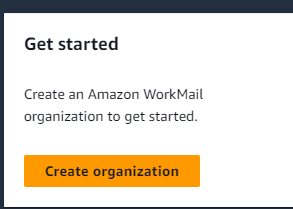 Get started
Create an Amazon WorkMail
organization to get started.
Create organization